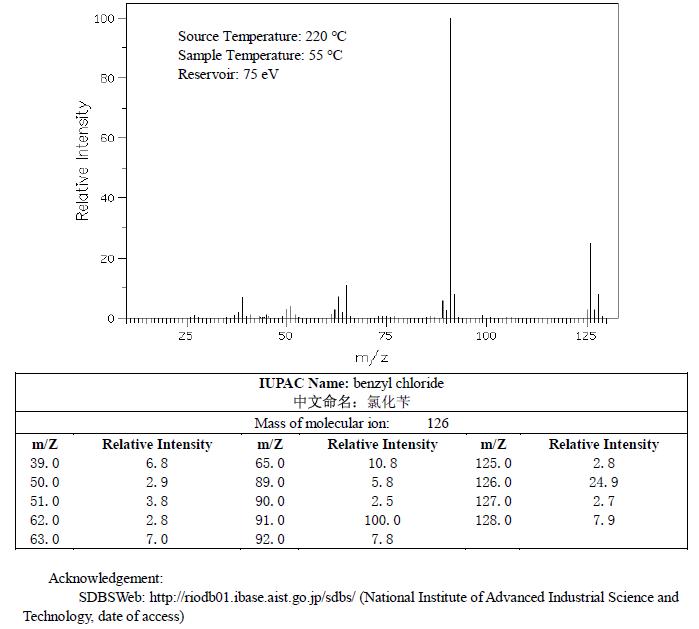 Source Temperature: 220 °C
Sample Temperature: 55 °C
Reservoir: 75 eV
100
80
60
40
20
0
Relative Intensity
25 50 75 100 125
m/z
IUPAC Name: benzyl chloride
中文命名：氯化苄
Mass of molecular ion: 126
m/Z Relative Intensity m/Z Relative Intensity m/Z Relative Intensity
39.0 6.8 65.0 10.8 125.0 2.8
50.0 2.9 89.0 5.8 126.0 24.9
51.0 3.8 90.0 2.5 127.0 2.7
62.0 2.8 91.0 100.0 128.0 7.9
63.0 7.0 92.0 7.8
Acknowledgement:
SDBSWeb: http://riodb01.ibase.aist.go.jp/sdbs/ (National Institute of Advanced Industrial Science and
Technology, date of access)